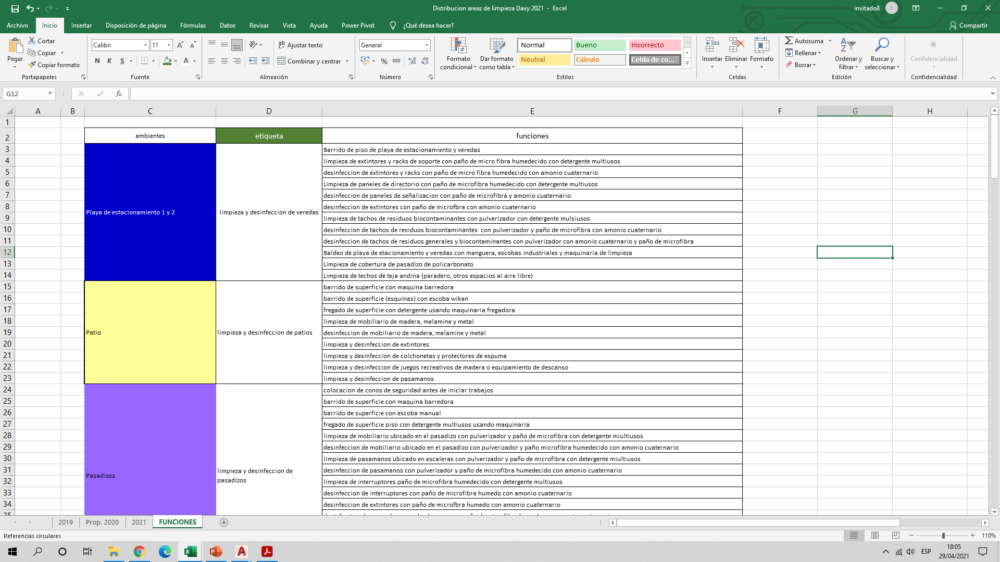 Distribucion areas de limpieza Davy 2021 - Excel
invitado8
I
Archivo Inicio Insertar Disposición de página Fórmulas Datos Revisar Vista Ayuda Power Pivot ¿Qué desea hacer? Compartir
Pegar
Cortar
Copiar
Copiar formato
Portapapeles
Calibri 11
N K S
Fuente
Ajustar texto
Combinar y centrar
Alineación
General
% 000
Número
Formato condicional
Dar formato como tabla
Normal Bueno Incorrecto
Neutral Cálculo Celda de co...
Estilos
Insertar Eliminar Formato
Celdas
Autosuma
Rellenar
Borrar
Ordenar y filtrar
Buscar y seleccionar
Edición
Confidencialidad
Confidencialidad
G12
fx
A B C D E F G H
1
2 ambientes etiqueta funciones
3 Barrido de piso de playa de estacionamiento y veredas
4 limpieza de extintores y racks de soporte con paño de micro fibra humedecido con detergente multiusos
5 desinfeccion de extintores y racks con paño de micro fibra humedecido con amonio cuaternario
6 Limpieza de paneles de directorio con paño de microfibra humedecido con detergente multiusos
7 desinfeccion de paneles de señalizacion con paño de microfibra y amonio cuaternario
8 desinfeccion de extintores con paño de microfbra con amonio cuaternario
Playa de estacionamiento 1 y 2 limpieza y desinfeccion de veredas
9 limpieza de tachos de residuos biocontaminantes con pulverizador con detergente mulsiusos
10 desinfeccion de tachos de residuos biocontaminantes  con pulverizador y paño de microfibra con amonio cuaternario
11 desinfeccion de tachos de residuos generales y biocontaminantes con pulverizador con amonio cuaternario y paño de microfibra
12 Baldeo de playa de etacionamiento y veredas con manguera, escobas industriales y maquinaria de limpieza
13 Limpieza de cobertura de pasadizo de policarbonato
14 Limpieza de techos de teja andina (paradero, otros espacios al aire libre)
15 barrido de superficie con maquina barredora
16 barrido de superficie (esquinas) con escoba wikan
17 fregado de superficie con detergente usando maquinaria fregadora
18 limpieza de mobiliario de madera, melamine y metal
19 Patio limpieza y desinfeccion de patios desinfeccion de mobiliario de madera, melamine y metal
20 limpieza y desinfeccion de extintores
21 limpieza y desinfeccion de colchonetas y protectores de espuma
22 limpieza y desinfeccion de juegos recreativos de madera o equipamiento de descanso
23 limpieza y desinfeccion de pasamanos
24 colocacion de conos de seguridad antes de iniciar trabajos
25 barrido de superficie con maquina barredora
26 barrido de superficie con escoba manual
27 fregado de superficie piso con detergente multiusos usando maquinaria
28 limpieza de mobiliario ubicado en el pasadizo con pulverizador y paño de microfibra con detergente miultiusos
29 desinfeccion de mobiliario ubicado en el pasadizo con pulverizador y paño microfibra humedecido con amonio cuaternario
30 limpieza de pasamanos ubicado en escaleras con pulverizador y paño de microfibra con detergente miultiusos
31 desinfeccion de pasamanos con pulverizador y paño de microfibra humedecido con amonio cuaternario
Pasadizos limpieza y desinfeccion de
pasadizos
32 limpieza de interruptores paño de microfibra humedecido con detergente multiusos
33 desinfeccion de interruptores con paño de microfibra humedo con amonio cuaternario
34 desinfeccion de extintores con paño de microfbra humedo con amonio cuaternario
2019 Prop. 2020 2021 FUNCIONES
Referencias circulares
110%
ESP
18:05
29/04/2021